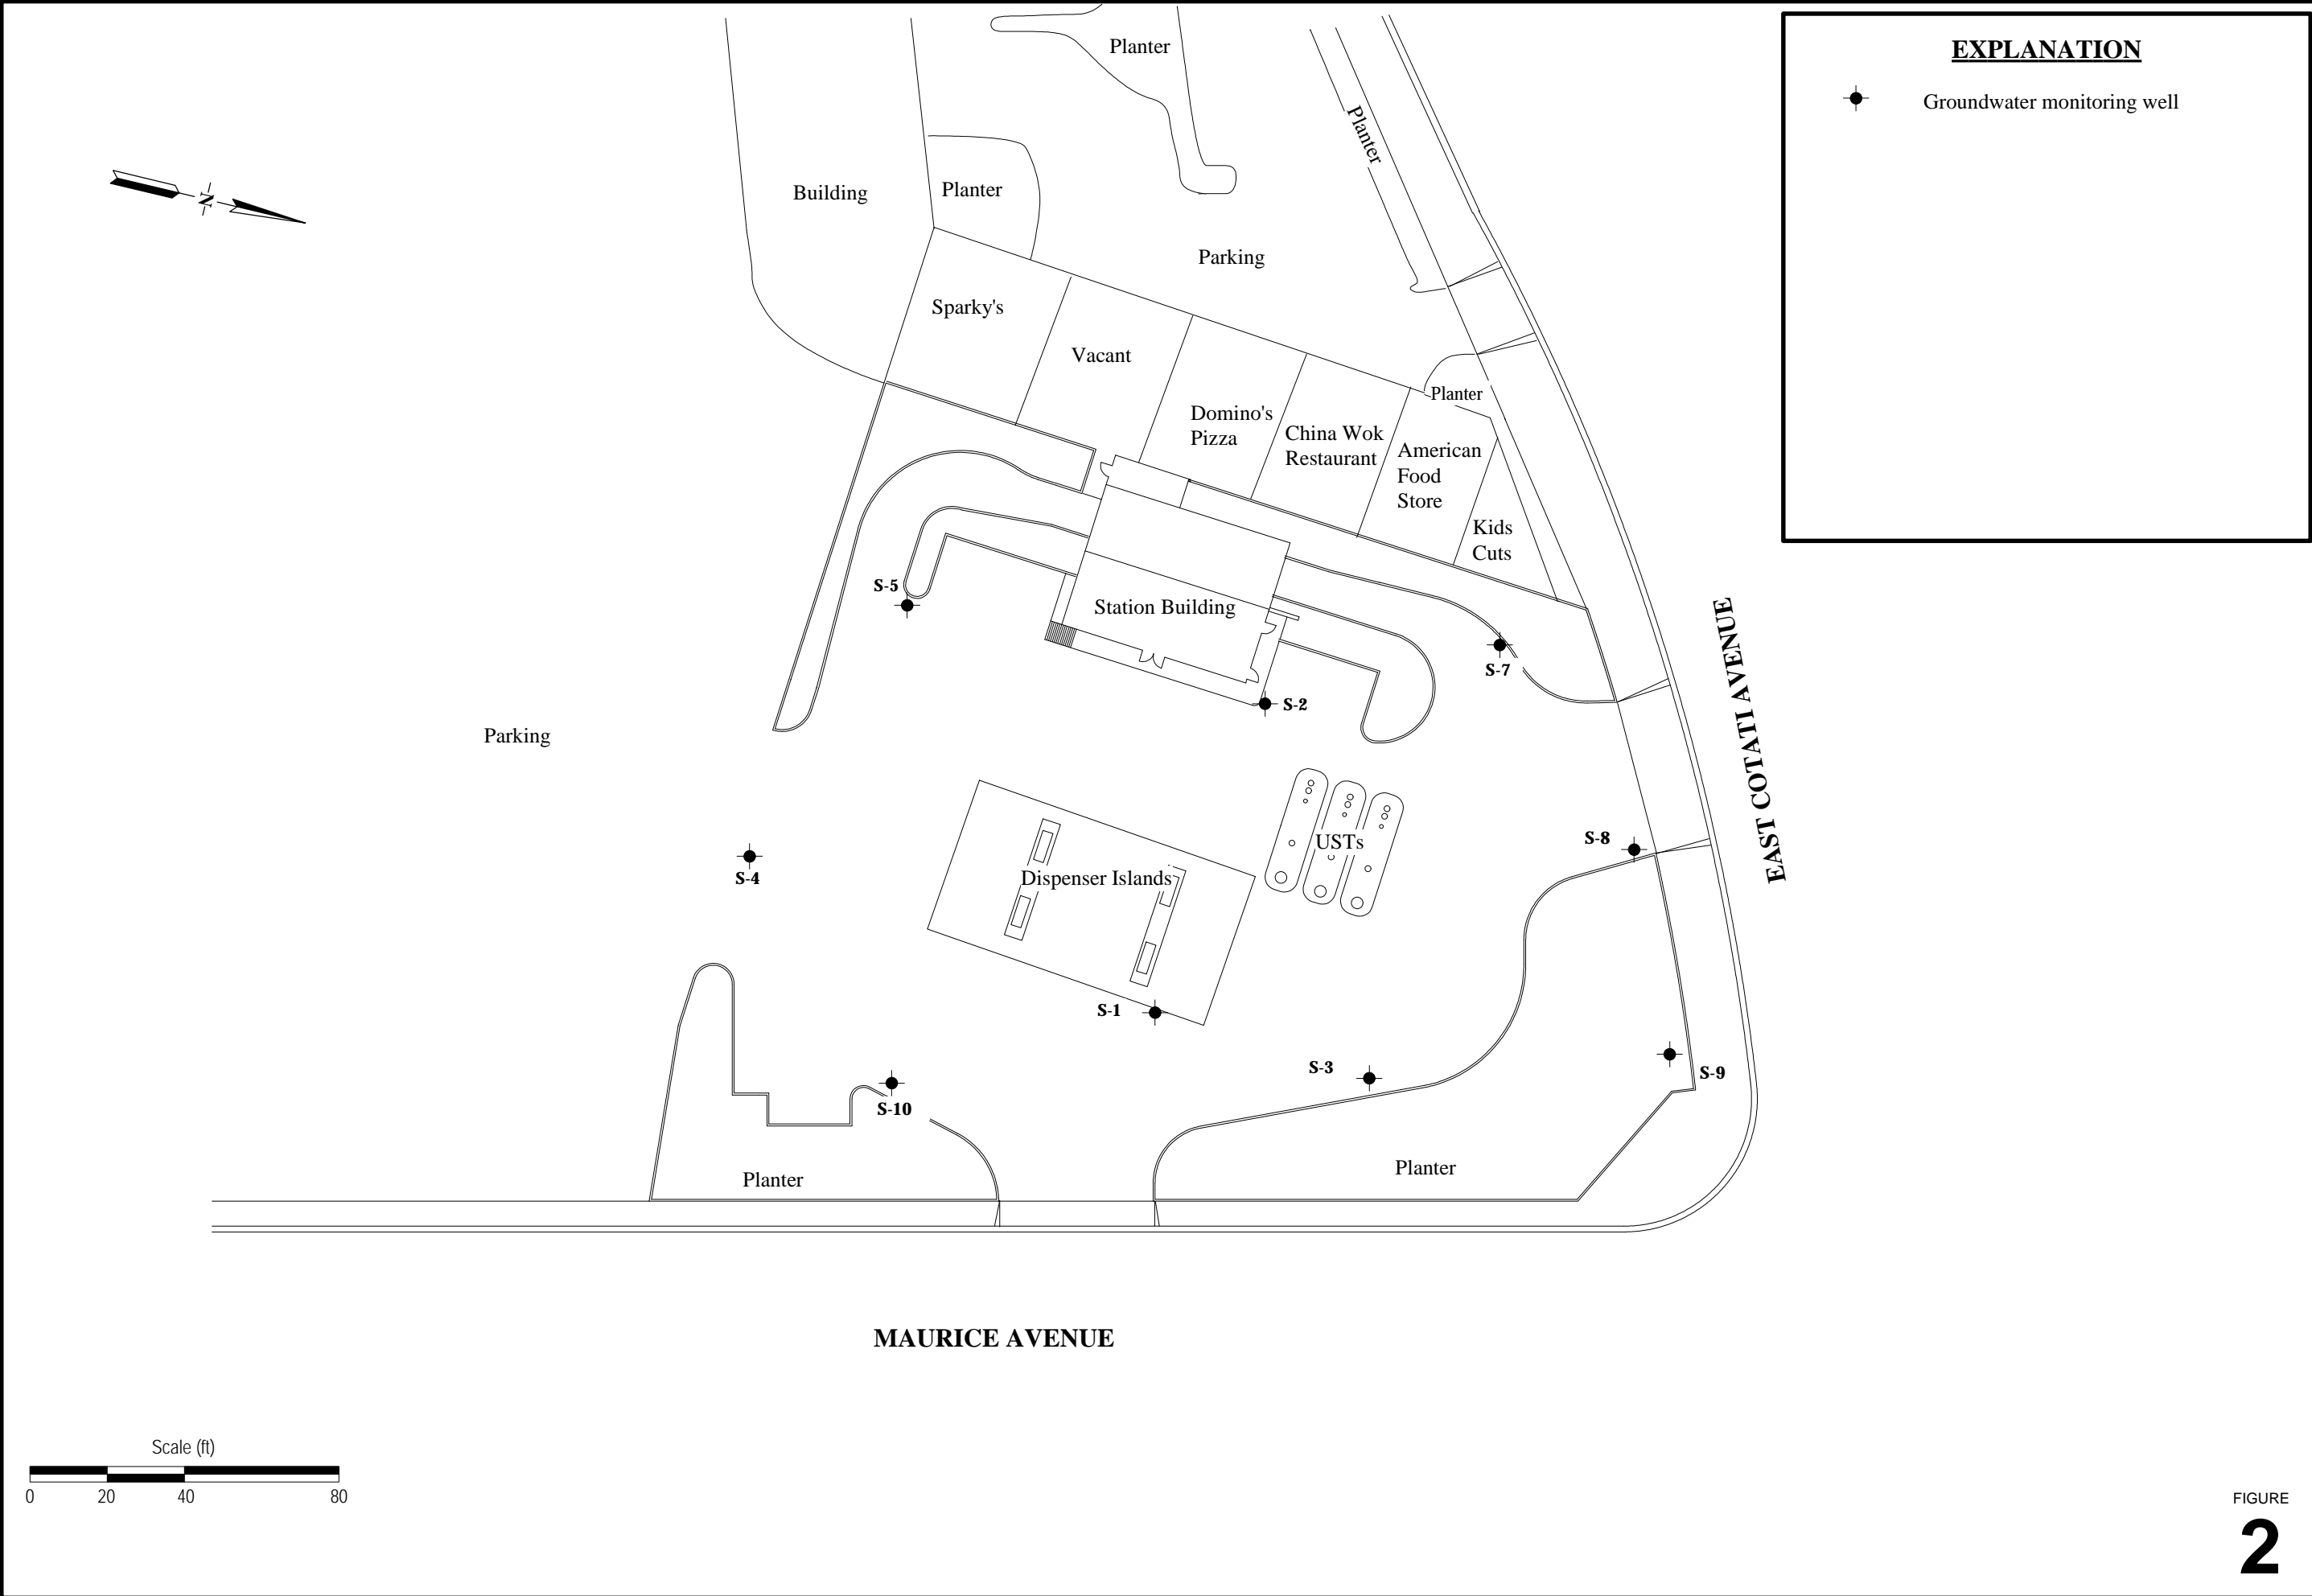 EXPLANATION
Groundwater monitoring well
Planter
Planter
Building
Planter
N
Parking
Sparky's
Vacant
Domino's
Pizza
China Wok
Restaurant
American
Food
Store
Planter
Kids
Cuts
S-5
Station Building
S-7
S-2
EAST COTATI AVENUE
Parking
USTs
S-8
S-4
Dispenser Islands
S-1
S-3
S-9
S-10
Planter
Planter
MAURICE AVENUE
Scale (ft)
0 20 40 80
FIGURE
2